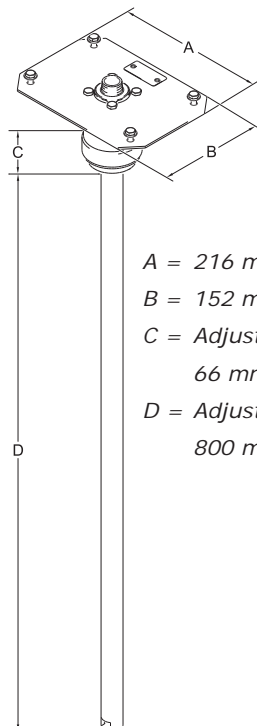 A
B
C
A = 216 m
B = 152 m
C = Adjust
66 mm
D = Adjust
800 m
D